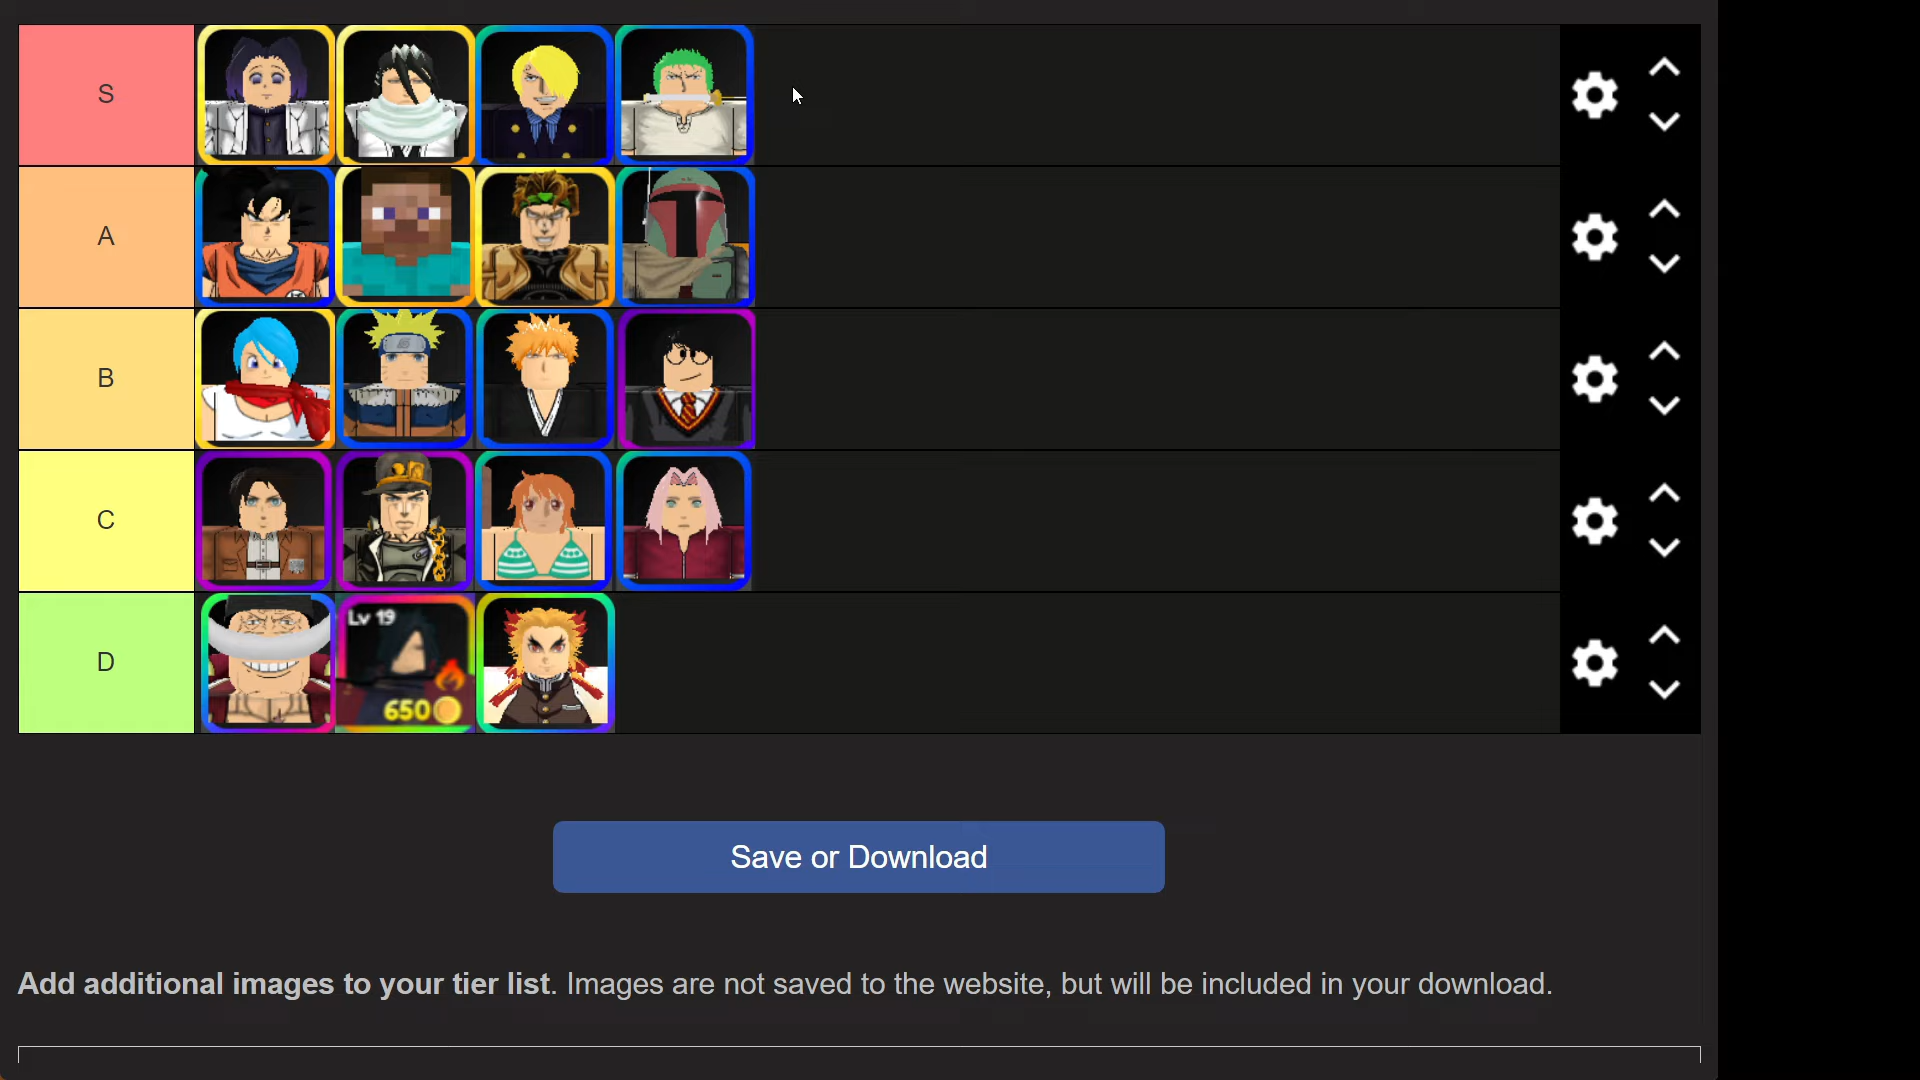 S
A
B
C
D
Lv 19
650
Save or Download
Add additional images to your tier list. Images are not saved to the website, but will be included in your download.